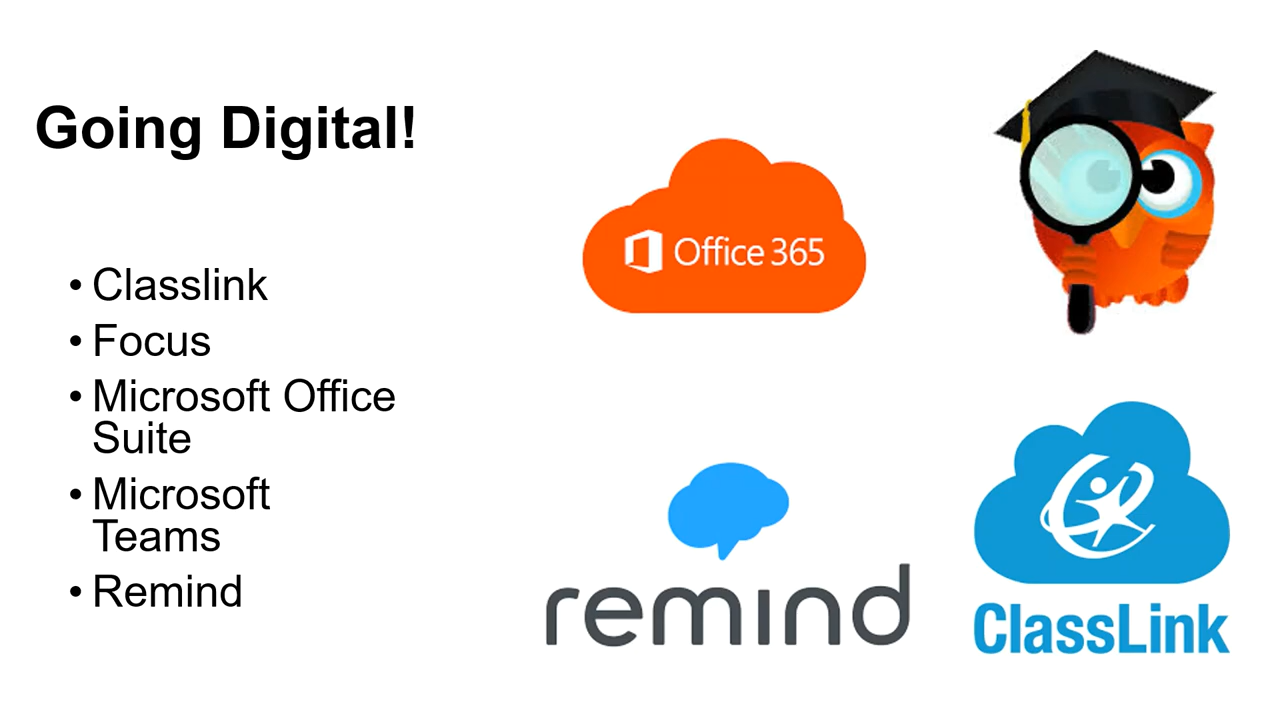 Going Digital!
• Classlink
• Focus
• Microsoft Office
Suite
• Microsoft
Teams
• Remind
Office 365
remind
ClassLink